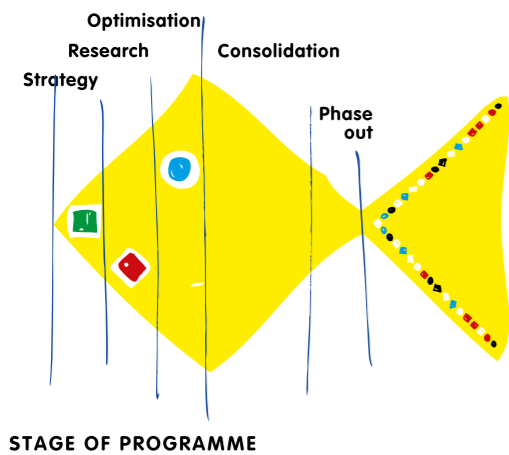 Optimisation
Research
Consolidation
Strategy
Phase
out
STAGE OF PROGRAMME